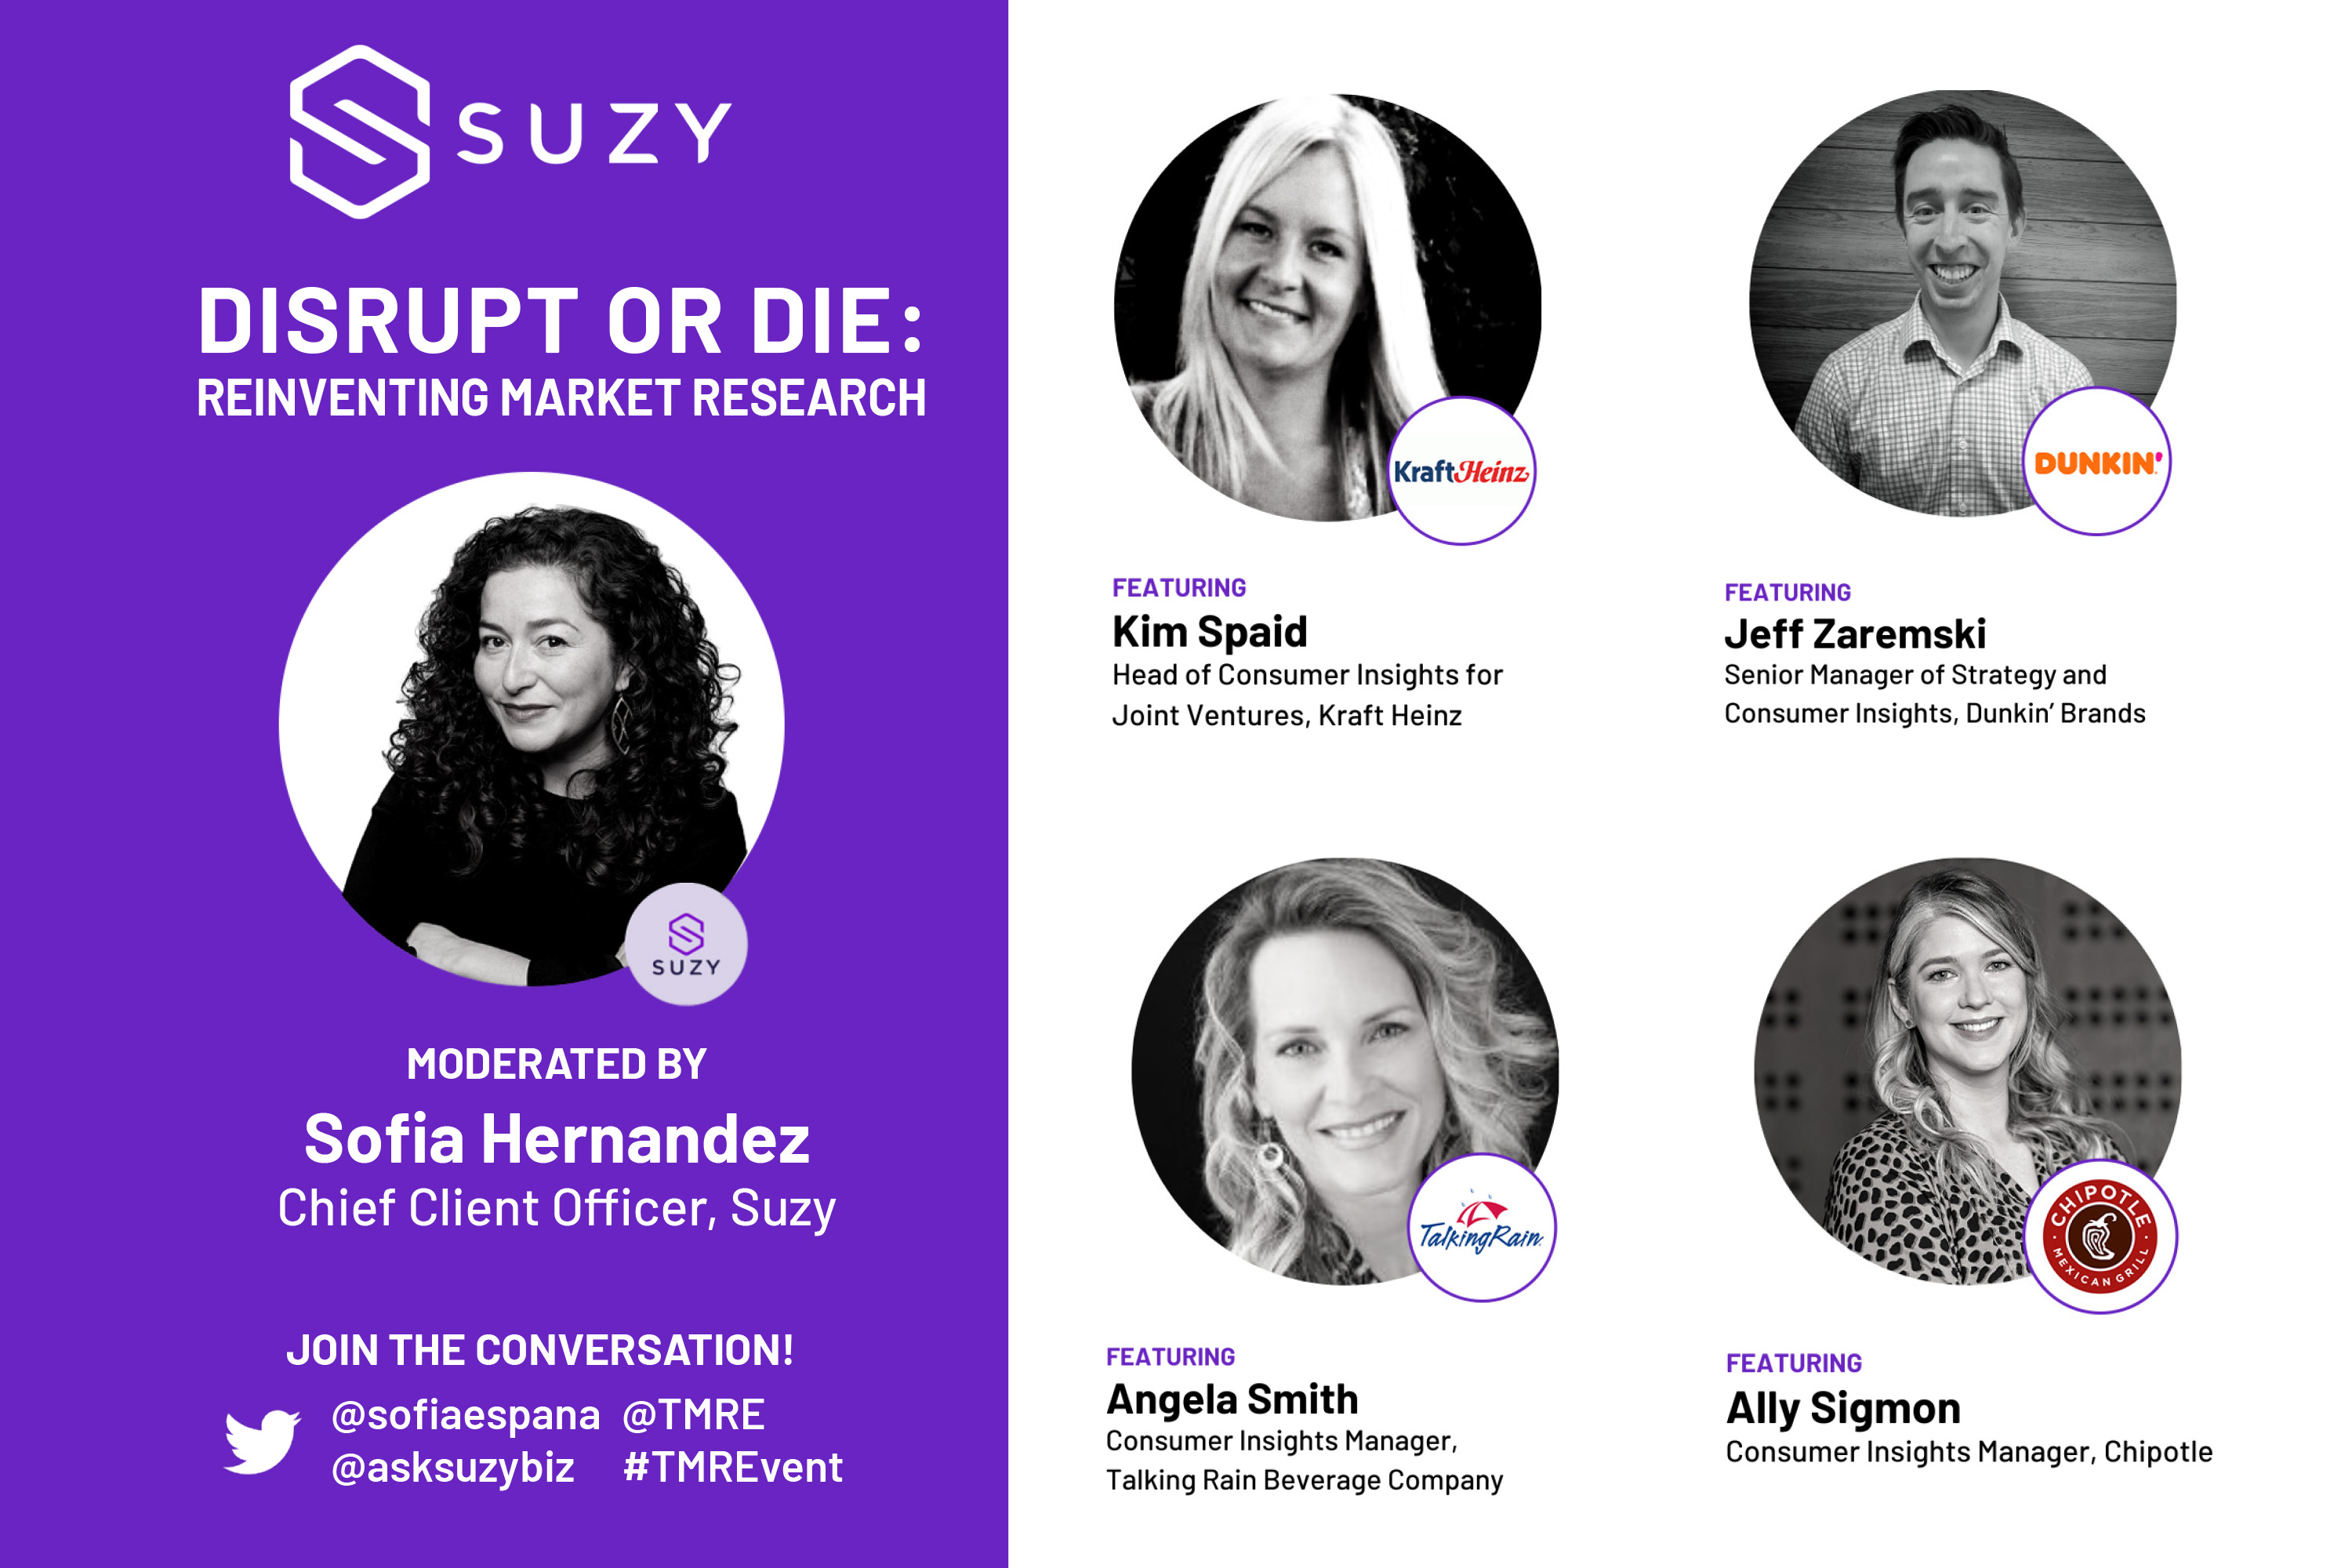 SUZY
DISRUPT OR DIE:
REINVENTING MARKET RESEARCH
SUZY
MODERATED BY
Sofia Hernandez
Chief Client Officer, Suzy
JOIN THE CONVERSATION!
@sofiaespana @TMRE
@asksuzybiz #TMREvent
KraftHeinz
FEATURING
Kim Spaid
Head of Consumer Insights for
Joint Ventures, Kraft Heinz
DUNKIN'
FEATURING
Jeff Zaremski
Senior Manager of Strategy and
Consumer Insights, Dunkin’ Brands
TalkingRain
FEATURING
Angela Smith
Consumer Insights Manager,
Talking Rain Beverage Company
CHIPOTLE
MEXICAN GRILL
FEATURING
Ally Sigmon
Consumer Insights Manager, Chipotle